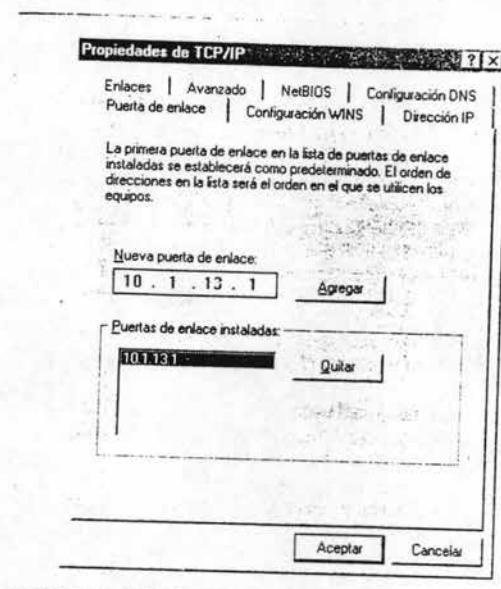 Propiedades de TCP/IP
? X
Enlaces | Avanzado | NetBIOS | Configuración DNS
Puerta de enlace | Configuración WINS | Dirección IP
La primera puerta de enlace en la lista de puertas de enlace
instaladas se establecerá como predeterminado. El orden de
direcciones en la lista será el orden en el que se utilicen los
equipos.
Nueva puerta de enlace:
10 . 1 . 13 . 1
Agregar
Puertas de enlace instaladas:
10.1.13.1
Quitar
Aceptar
Cancelar